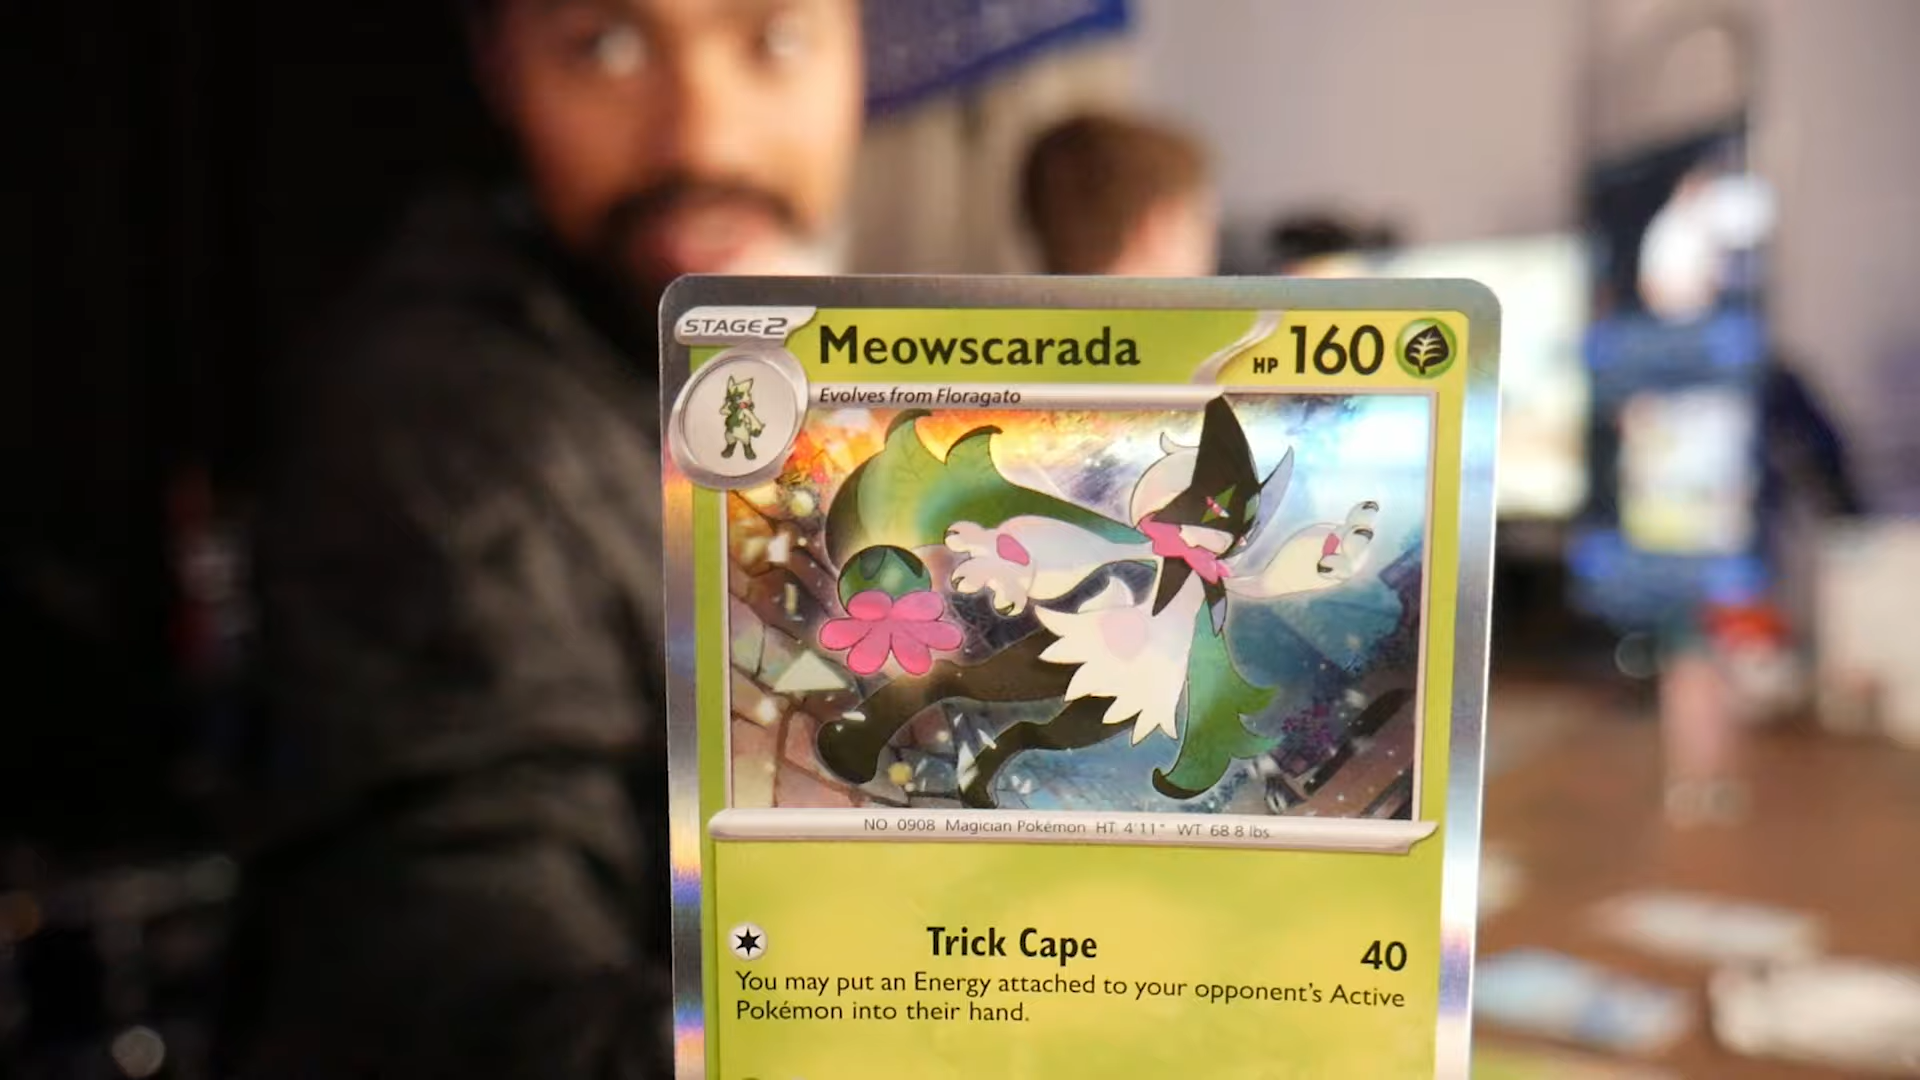 STAGE2
Meowscarada
HP 160
Evolves from Floragato
NO 0908 Magician Pokémon HT 4'11" WT 68.8 lbs.
Trick Cape
40
You may put an Energy attached to your opponent's Active
Pokémon into their hand.